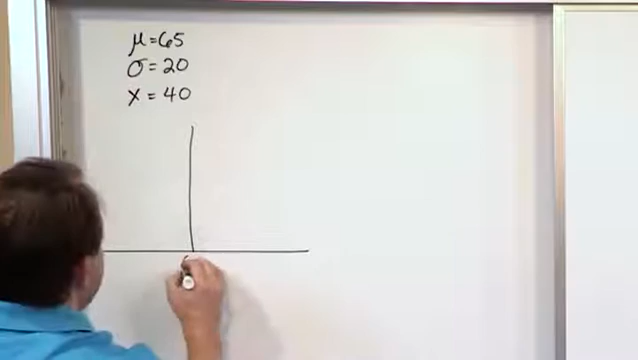 μ = 65
σ = 20
x = 40